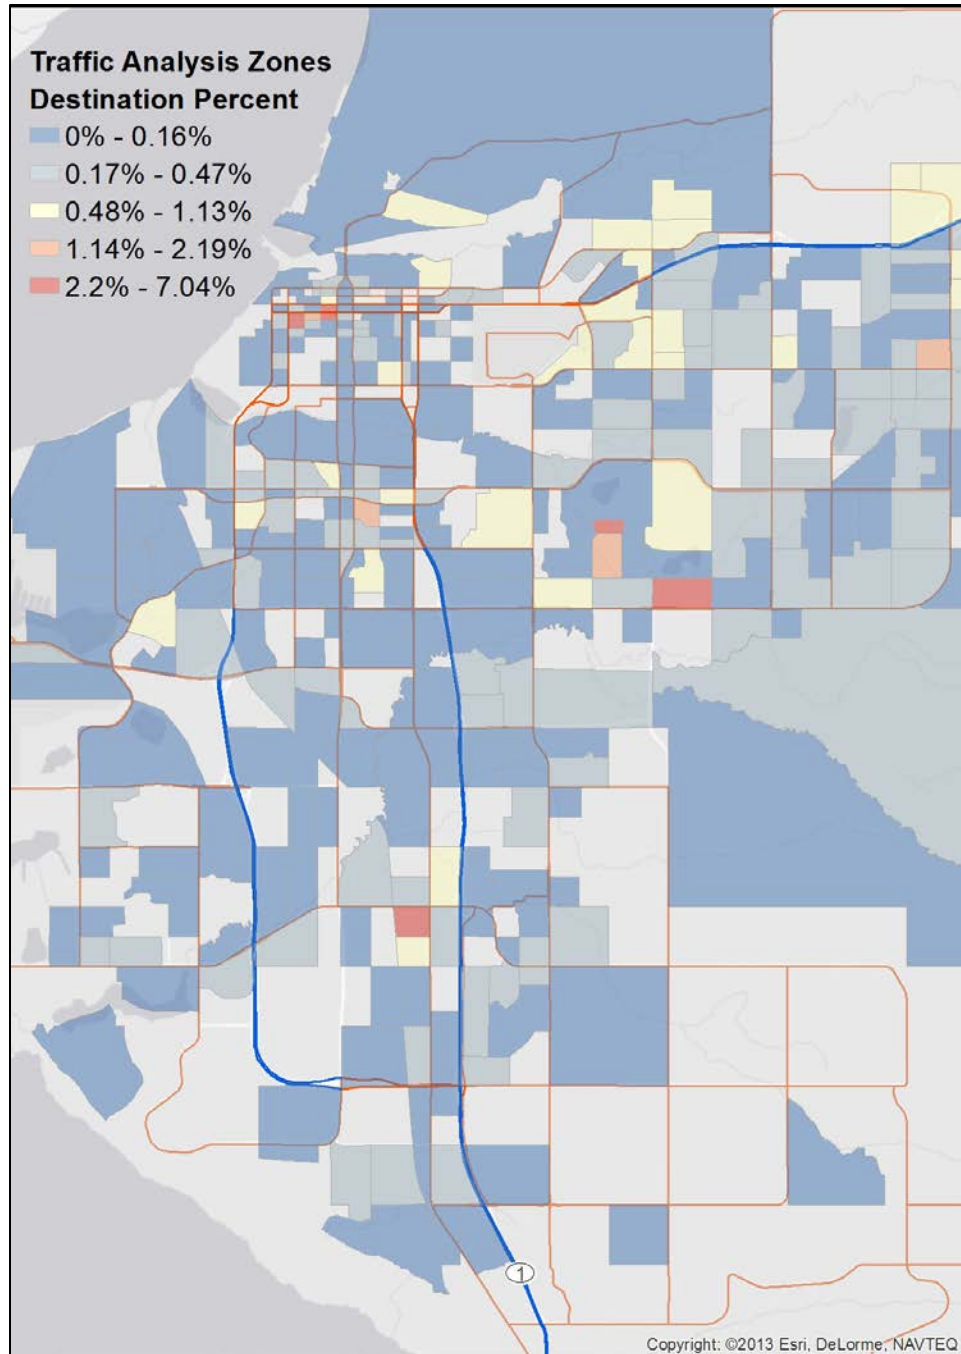 Traffic Analysis Zones
Destination Percent
0% - 0.16%
0.17% - 0.47%
0.48% - 1.13%
1.14% - 2.19%
2.2% - 7.04%
1
Copyright: ©2013 Esri, DeLorme, NAVTEQ